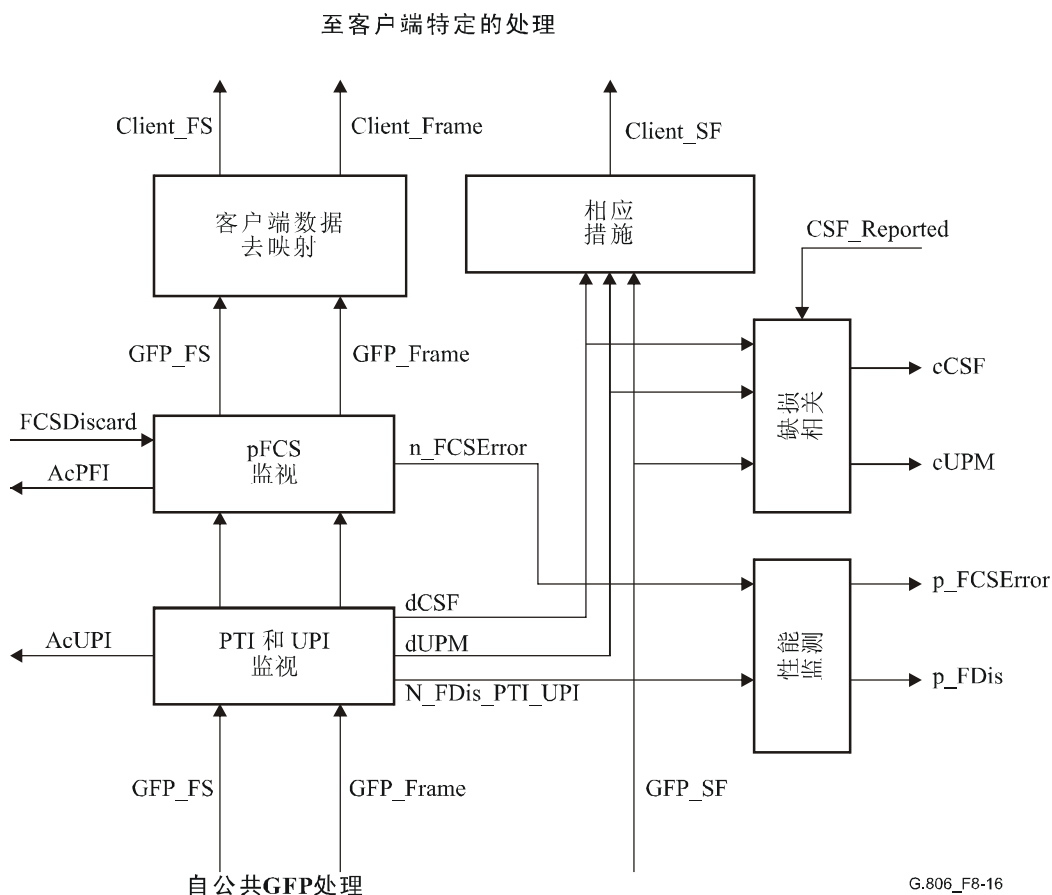 至客户端特定的处理
Client_FS
Client_Frame
Client_SF
客户端数据
去映射
相应
措施
CSF_Reported
GFP_FS
GFP_Frame
缺损
相关
cCSF
cUPM
FCSDiscard
AcPFI
pFCS
监视
n_FCSError
AcUPI
PTI 和 UPI
监视
dCSF
dUPM
N_FDis_PTI_UPI
性能
监测
p_FCSError
p_FDis
GFP_FS
GFP_Frame
GFP_SF
自公共GFP处理
G.806_F8-16